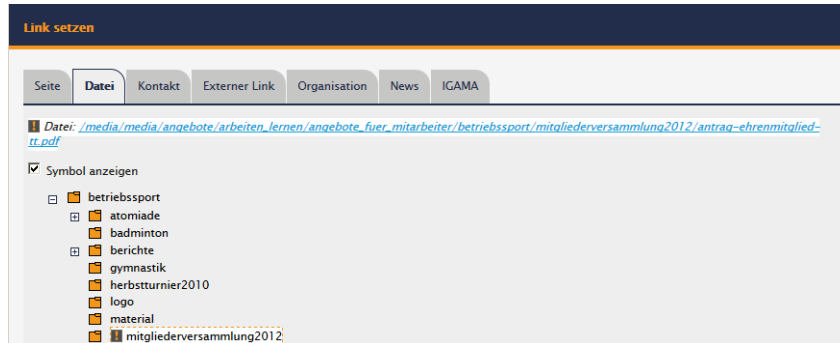 Link setzen
Seite Datei Kontakt Externer Link Organisation News IGAMA
Datei: /media/media/angebote/arbeiten_lernen/angebote_fuer_mitarbeiter/betriebssport/mitgliederversammlung2012/antrag-ehrenmitglied-
tt.pdf
Symbol anzeigen
betriebssport
atomiade
badminton
berichte
gymnastik
herbstturnier2010
logo
material
mitgliederversammlung2012